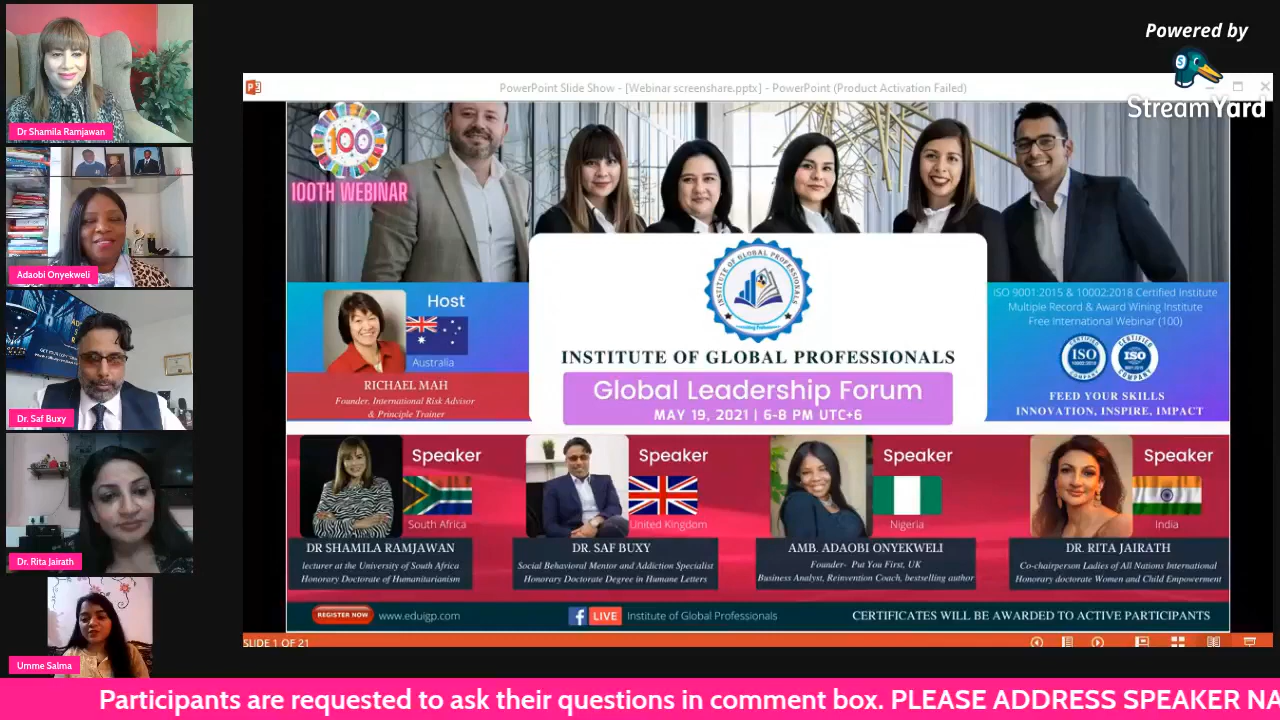 Powered by
StreamYard
Dr Shamila Ramjawan
Adaobi Onyekweli
Dr. Saf Buxy
Dr. Rita Jairath
Umme Salma
PowerPoint Slide Show - [Webinar screenshare.pptx] - PowerPoint (Product Activation Failed)
100
100TH WEBINAR
Host
Australia
RICHAEL MAH
Founder, International Risk Advisor
& Principle Trainer
INSTITUTE OF GLOBAL PROFESSIONALS
INSTITUTE OF GLOBAL PROFESSIONALS
Global Leadership Forum
MAY 19, 2021 | 6-8 PM UTC+6
ISO 9001:2015 & 10002:2018 Certified Institute
Multiple Record & Award Wining Institute
Free International Webinar (100)
CERTIFIED
ISO
COMPANY
CERTIFIED
ISO
COMPANY
FEED YOUR SKILLS
INNOVATION, INSPIRE, IMPACT
Speaker
South Africa
DR SHAMILA RAMJAWAN
lecturer at the University of South Africa
Honorary Doctorate of Humanitarianism
Speaker
United Kingdom
DR. SAF BUXY
Social Behavioral Mentor and Addiction Specialist
Honorary Doctorate Degree in Humane Letters
Speaker
Nigeria
AMB. ADAOBI ONYEKWELI
Founder- Put You First, UK
Business Analyst, Reinvention Coach, bestselling author
Speaker
India
DR. RITA JAIRATH
Co-chairperson Ladies of All Nations International
Honorary doctorate Women and Child Empowerment
REGISTER NOW
www.eduigp.com
LIVE
Institute of Global Professionals
CERTIFICATES WILL BE AWARDED TO ACTIVE PARTICIPANTS
SLIDE 1 OF 21
Participants are requested to ask their questions in comment box. PLEASE ADDRESS SPEAKER NA